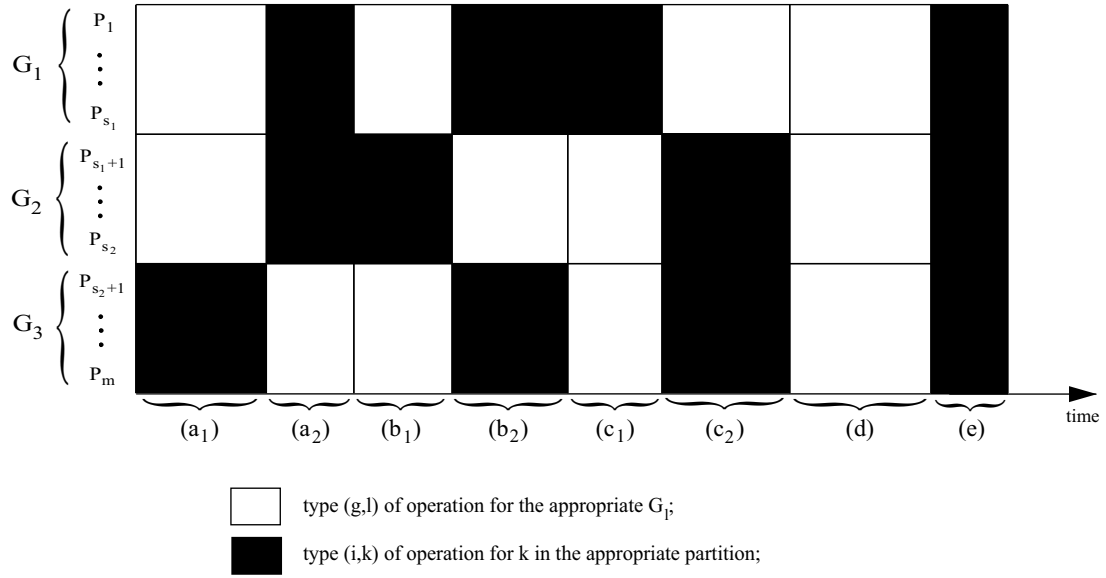 P1
G1
Ps1
Ps1+1
G2
Ps2
Ps2+1
G3
Pm
(a1) (a2) (b1) (b2) (c1) (c2) (d) (e)
time
type (g,l) of operation for the appropriate Gl;
type (i,k) of operation for k in the appropriate partition;